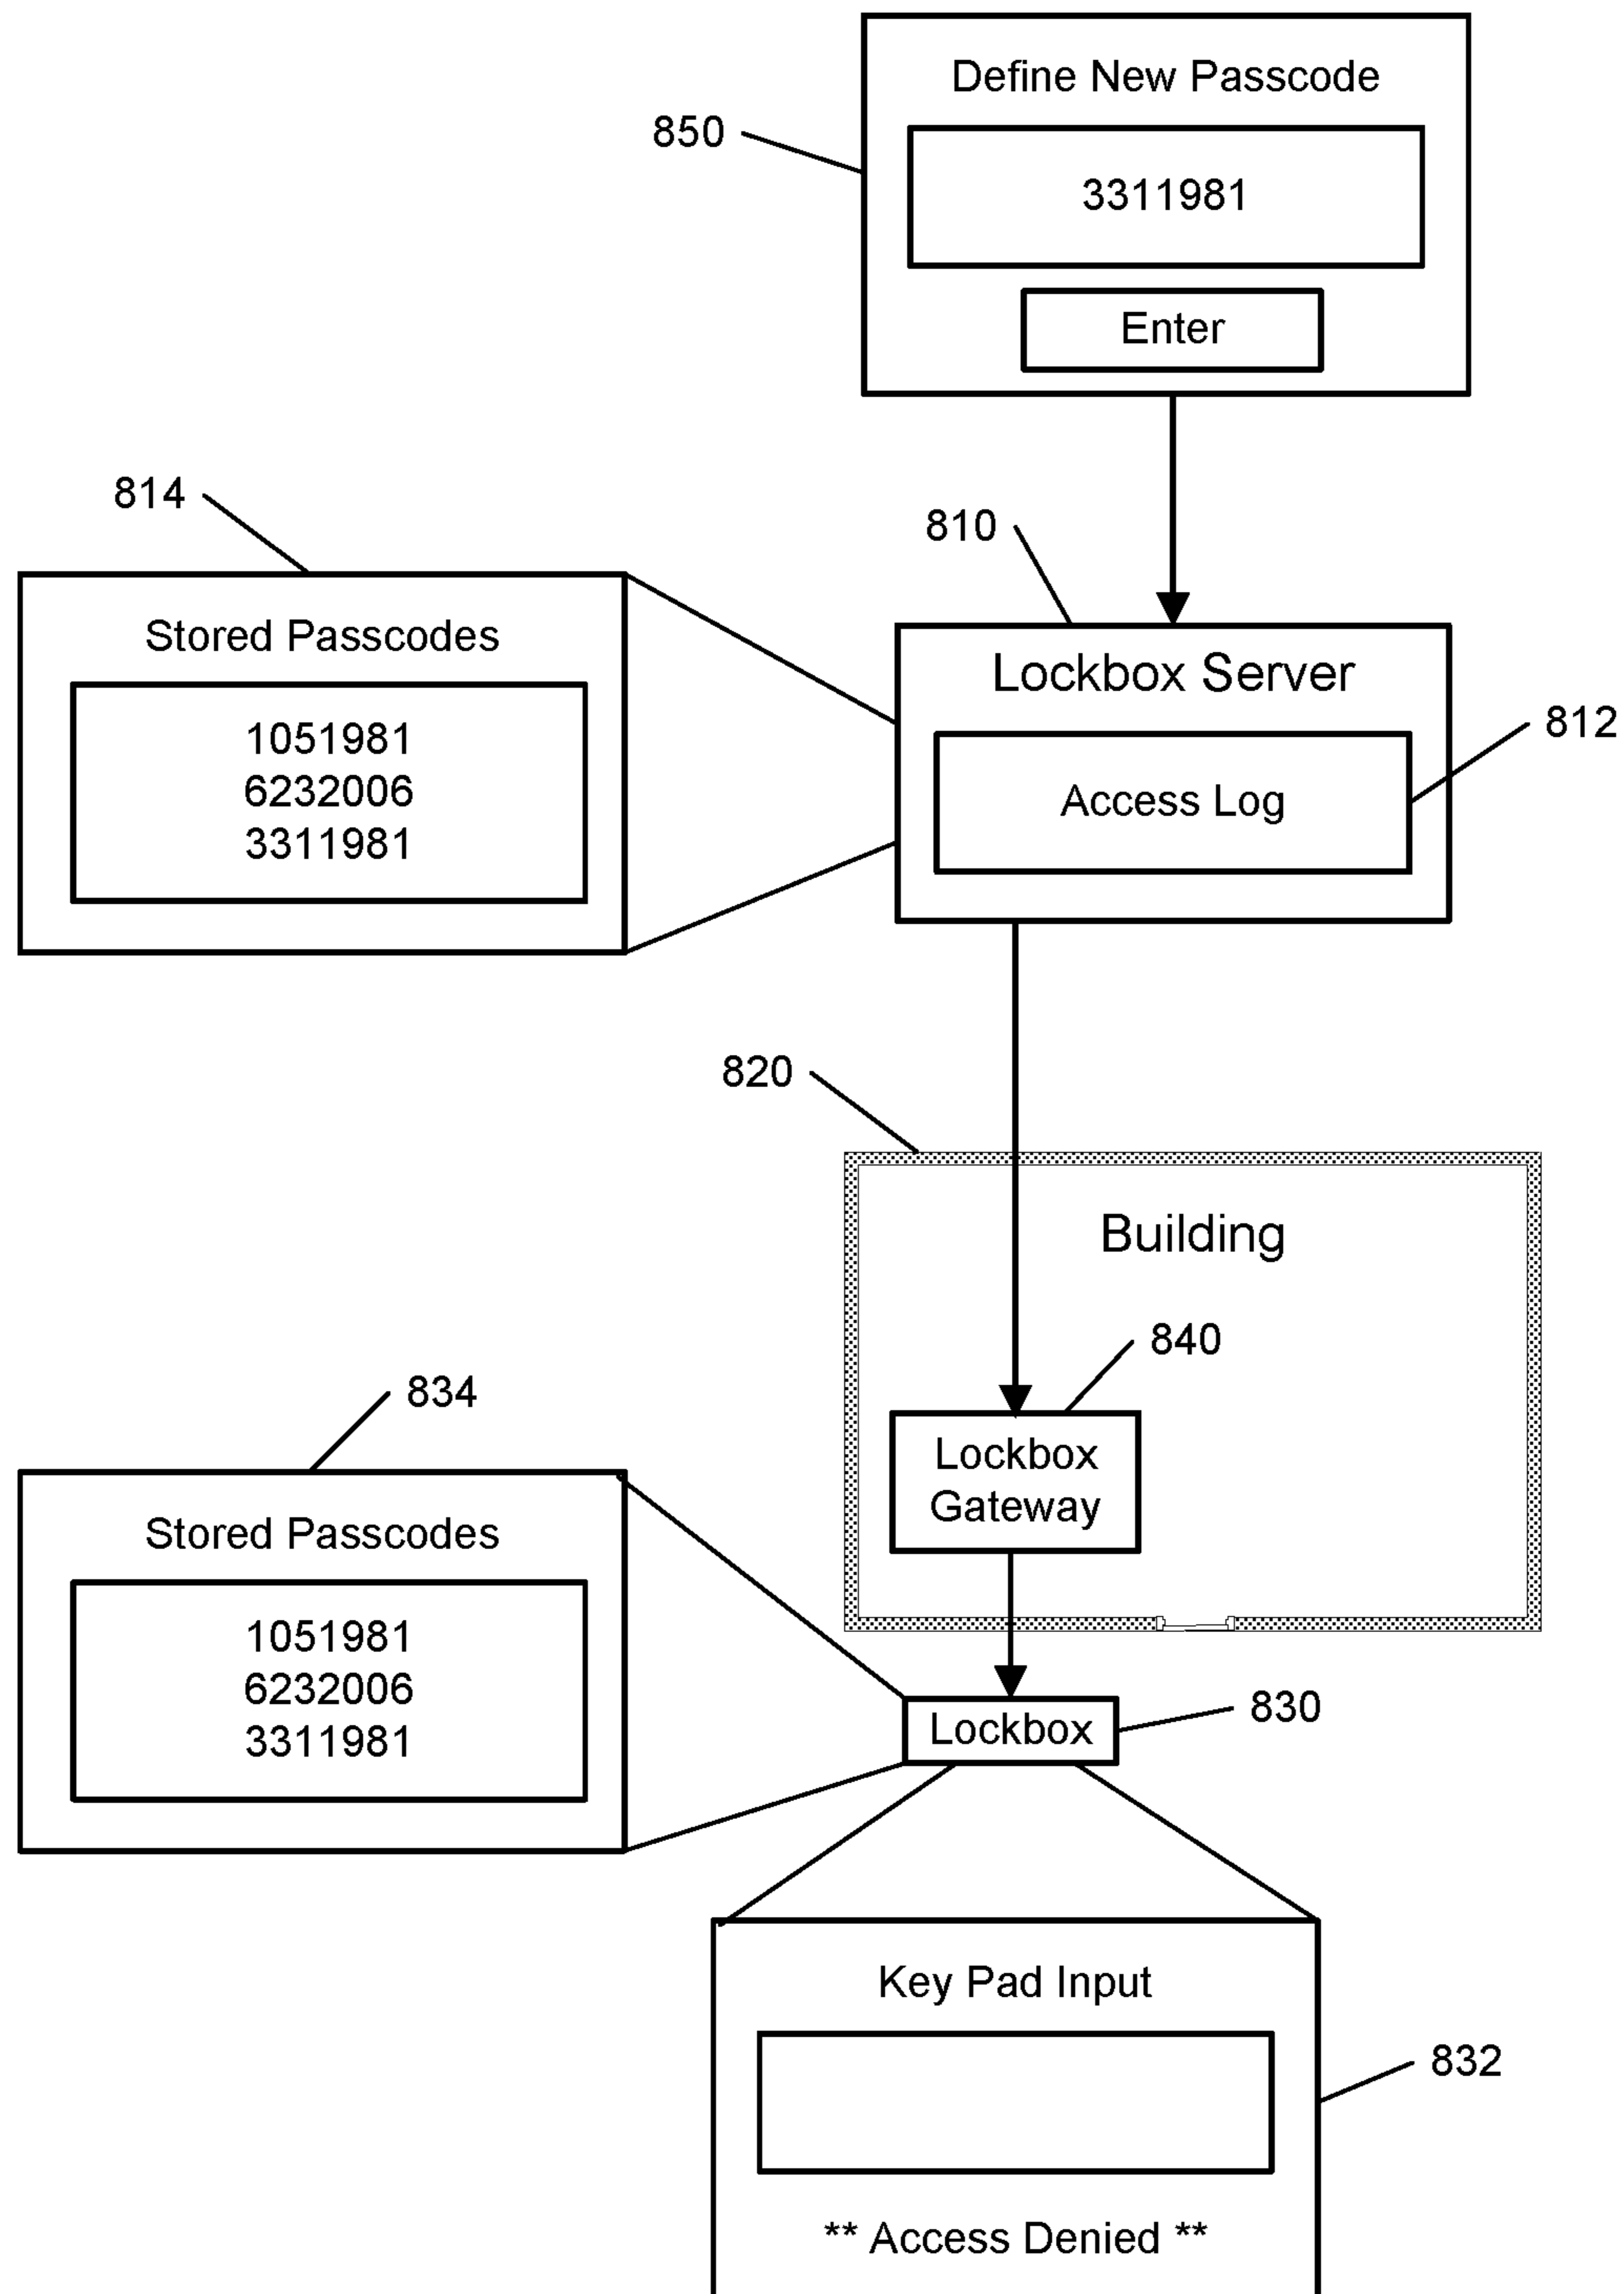 Define New Passcode
850
3311981
Enter
814
810
Stored Passcodes
Lockbox Server
812
1051981
6232006
3311981
Access Log
820
Building
840
834
Lockbox
Gateway
Stored Passcodes
1051981
6232006
3311981
830
Lockbox
Key Pad Input
832
** Access Denied **